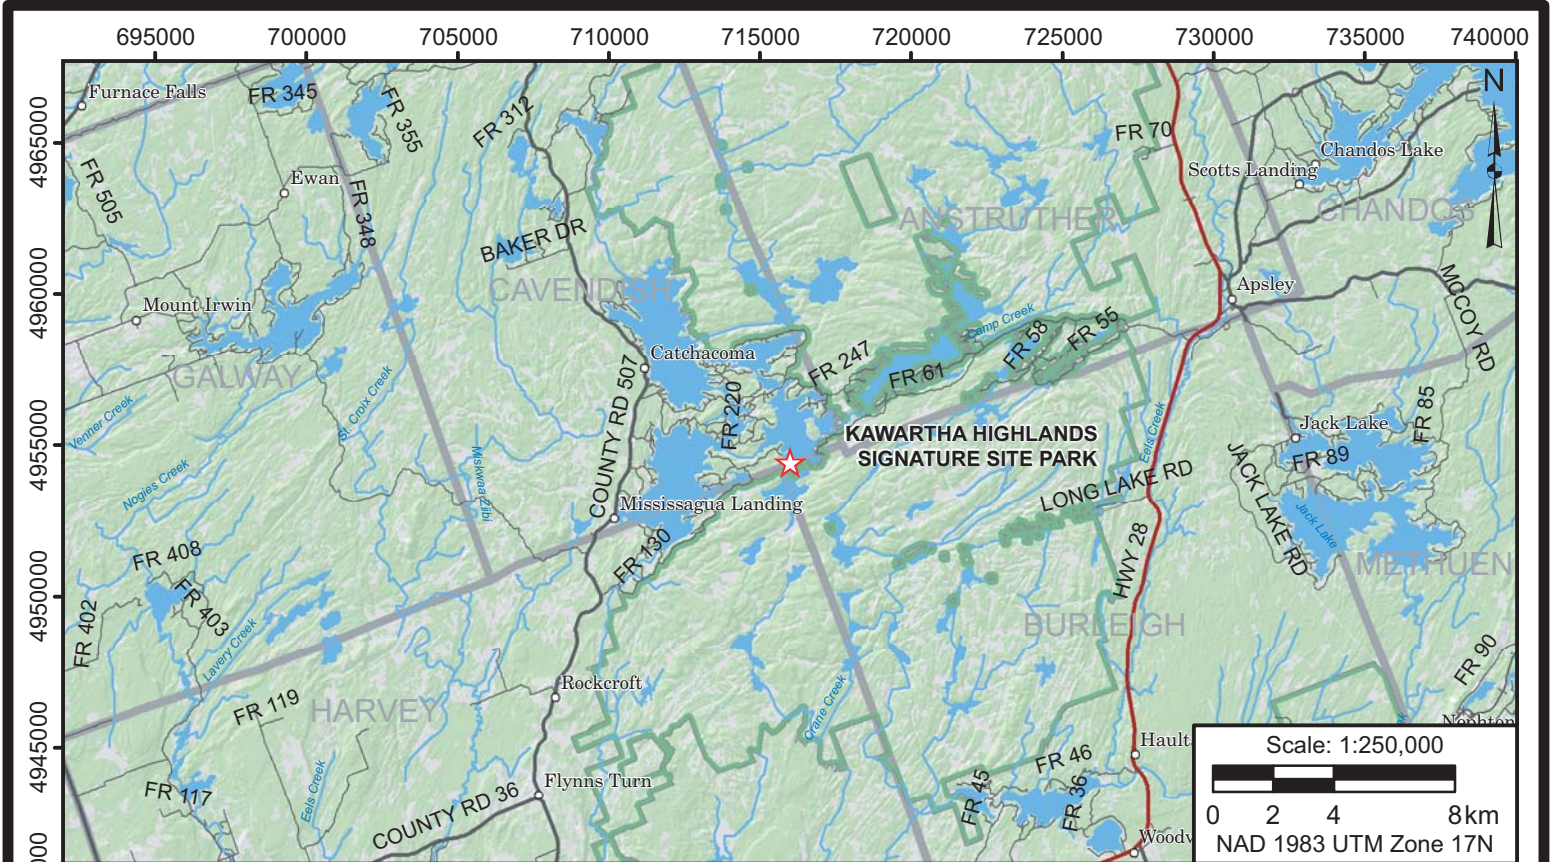 695000 700000 705000 710000 715000 720000 725000 730000 735000 740000
N
4965000
4960000
4955000
4950000
4945000
Furnace Falls
FR 345
FR 355
FR 312
FR 70
Chandos Lake
Scotts Landing
FR 505
Ewan
FR 348
ANSTRUTHER
CHANDOS
BAKER DR
CAVENDISH
Apsley
MCCOY RD
Mount Irwin
Camp Creek
FR 58
FR 55
Catchacoma
FR 247
FR 61
GALWAY
St. Croix Creek
COUNTY RD 507
FR 220
Venner Creek
KAWARTHA HIGHLANDS
SIGNATURE SITE PARK
Eels Creek
Jack Lake
FR 85
FR 89
Nogies Creek
Miskwaa Ziibi
LONG LAKE RD
JACK LAKE RD
Jack Lake
Mississagua Landing
FR 130
HWY 28
METHUEN
FR 408
FR 403
FR 402
Lavery Creek
BURLEIGH
FR 90
FR 119
HARVEY
Rockcroft
Crane Creek
Nephton
FR 117
Eels Creek
COUNTY RD 36
Flynns Turn
FR 45
FR 46
FR 36
Haulta
Woodv
Scale: 1:250,000
0 2 4 8 km
NAD 1983 UTM Zone 17N